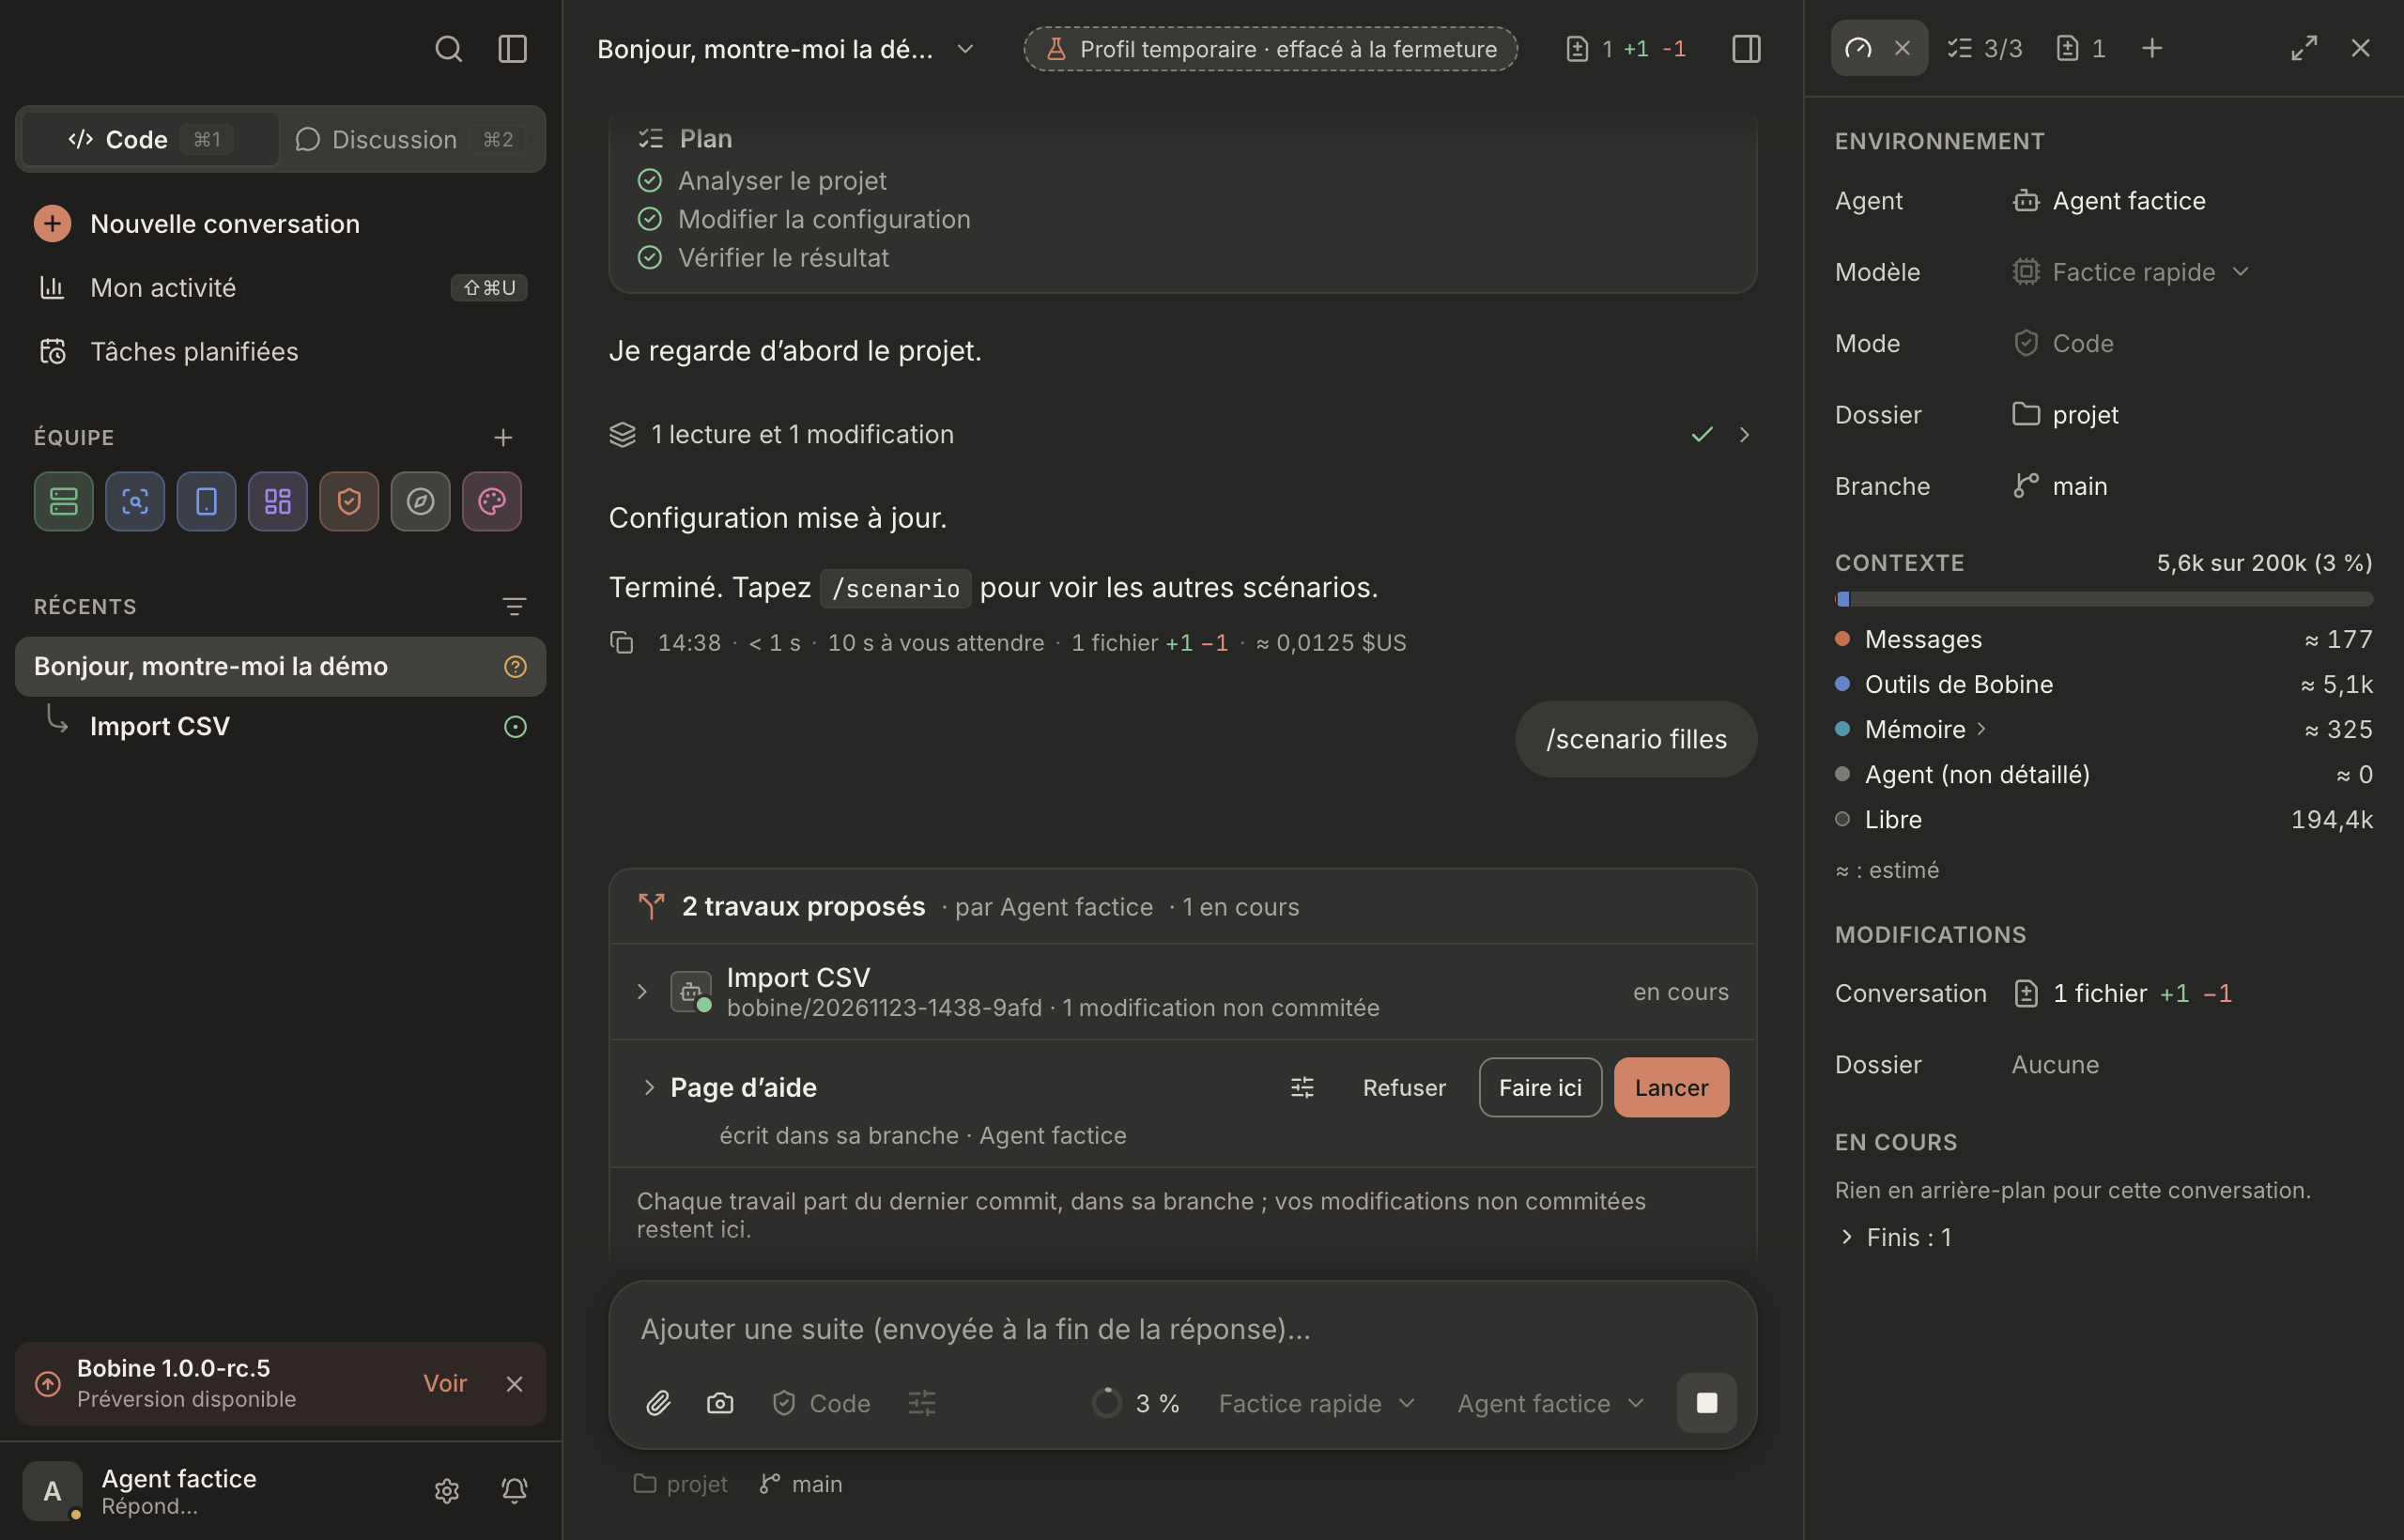 Code ⌘1
Discussion ⌘2
Nouvelle conversation
Mon activité ⇧⌘U
Tâches planifiées
ÉQUIPE
RÉCENTS
Bonjour, montre-moi la démo
Import CSV
Bobine 1.0.0-rc.5
Préversion disponible
Voir
A
Agent factice
Répond…
Bonjour, montre-moi la dé…
Profil temporaire · effacé à la fermeture
1 +1 -1
Plan
Analyser le projet
Modifier la configuration
Vérifier le résultat
Je regarde d’abord le projet.
1 lecture et 1 modification
Configuration mise à jour.
Terminé. Tapez /scenario pour voir les autres scénarios.
14:38 · < 1 s · 10 s à vous attendre · 1 fichier +1 −1 · ≈ 0,0125 $US
/scenario filles
2 travaux proposés · par Agent factice · 1 en cours
Import CSV
bobine/20261123-1438-9afd · 1 modification non commitée
en cours
Page d’aide
Refuser
Faire ici
Lancer
écrit dans sa branche · Agent factice
Chaque travail part du dernier commit, dans sa branche ; vos modifications non commitées
restent ici.
Ajouter une suite (envoyée à la fin de la réponse)…
Code
3 %
Factice rapide
Agent factice
projet
main
3/3
1
ENVIRONNEMENT
Agent Agent factice
Modèle Factice rapide
Mode Code
Dossier projet
Branche main
CONTEXTE 5,6k sur 200k (3 %)
Messages ≈ 177
Outils de Bobine ≈ 5,1k
Mémoire ≈ 325
Agent (non détaillé) ≈ 0
Libre 194,4k
≈ : estimé
MODIFICATIONS
Conversation 1 fichier +1 −1
Dossier Aucune
EN COURS
Rien en arrière-plan pour cette conversation.
Finis : 1